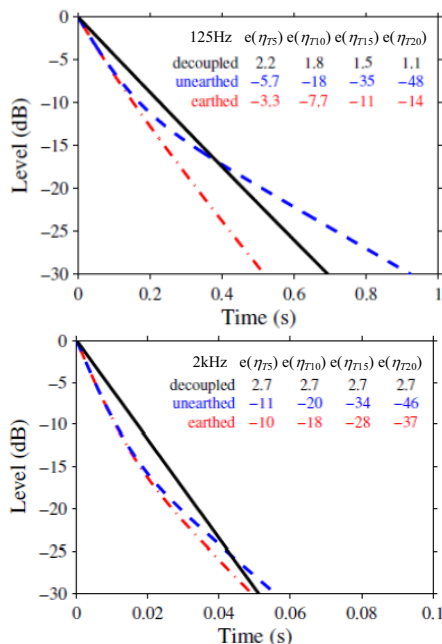 0
125Hz e(ηT5) e(ηT10) e(ηT15) e(ηT20)
decoupled 2.2 1.8 1.5 1.1
−5
unearthed −5.7 −18 −35 −48
earthed −3.3 −7.7 −11 −14
−10
Level (dB)
−15
−20
−25
−30
0 0.2 0.4 0.6 0.8 1
Time (s)
0
2kHz e(ηT5) e(ηT10) e(ηT15) e(ηT20)
decoupled 2.7 2.7 2.7 2.7
−5
unearthed −11 −20 −34 −46
earthed −10 −18 −28 −37
−10
Level (dB)
−15
−20
−25
−30
0 0.02 0.04 0.06 0.08 0.1
Time (s)